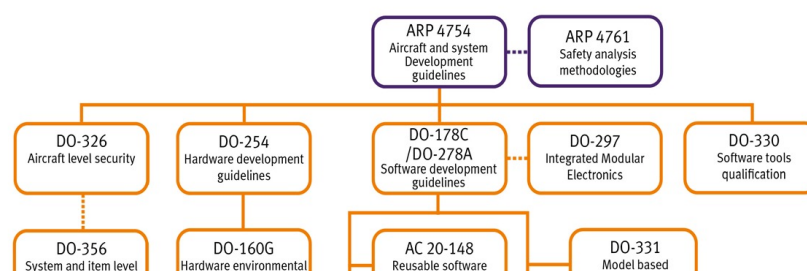 ARP 4754
Aircraft and system
Development
guidelines
ARP 4761
Safety analysis
methodologies
DO-326
Aircraft level security
DO-254
Hardware development
guidelines
DO-178C
/DO-278A
Software development
guidelines
DO-297
Integrated Modular
Electronics
DO-330
Software tools
qualification
DO-356
System and item level
DO-160G
Hardware environmental
AC 20-148
Reusable software
DO-331
Model based